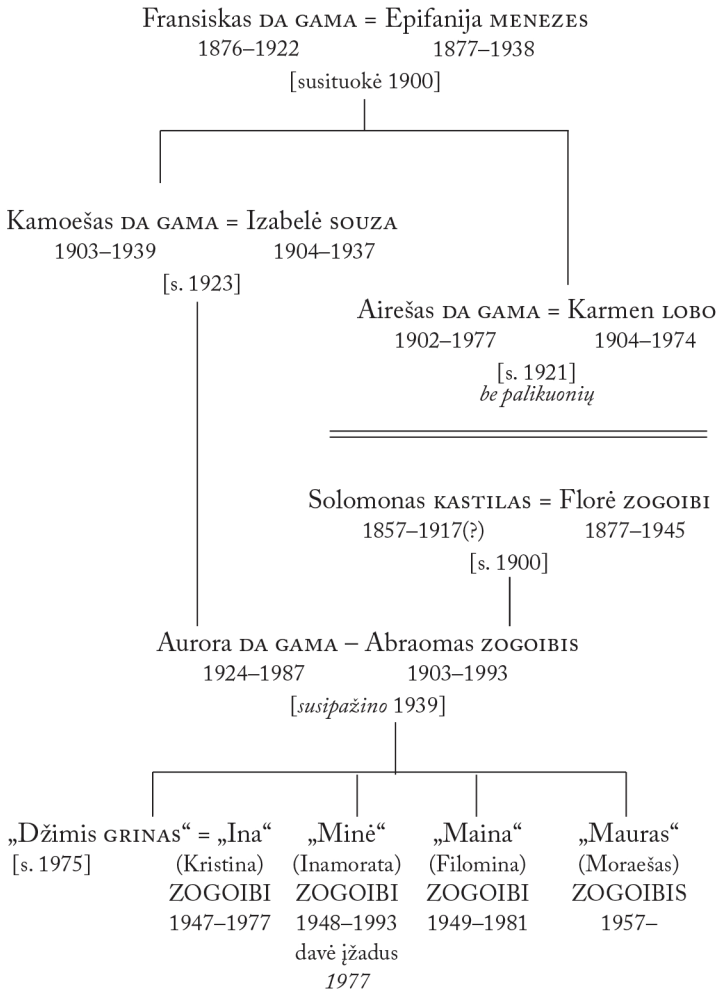 Fransiskas DA GAMA = Epifanija MENEZES
1876–1922 1877–1938
[susituokė 1900]
Kamoešas DA GAMA = Izabelė SOUZA
1903–1939 1904–1937
[s. 1923]
Airešas DA GAMA = Karmen LOBO
1902–1977 1904–1974
[s. 1921]
be palikuonių
Solomonas KASTILAS = Florė ZOGOIBI
1857–1917(?) 1877–1945
[s. 1900]
Aurora DA GAMA – Abraomas ZOGOIBIS
1924–1987 1903–1993
[susipažino 1939]
„Džimis GRINAS“ = „Ina“ „Minė“ „Maina“ „Mauras“
[s. 1975] (Kristina) (Inamorata) (Filomina) (Moraešas)
ZOGOIBI ZOGOIBI ZOGOIBI ZOGOIBIS
1947–1977 1948–1993 1949–1981 1957–
davė įžadus
1977